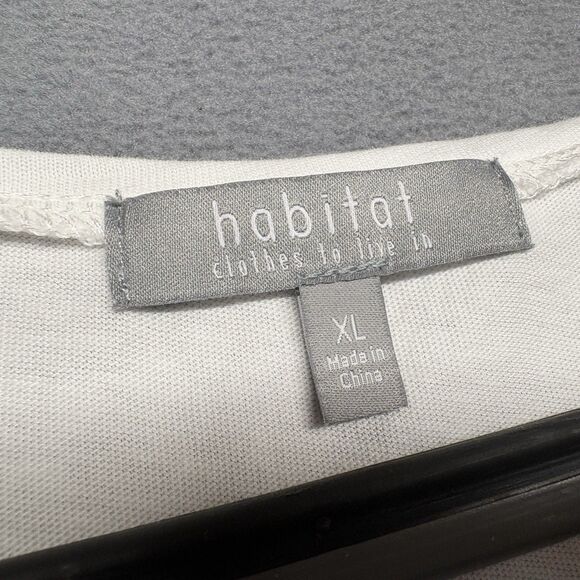 habitat
clothes to live in
XL
Made in
China